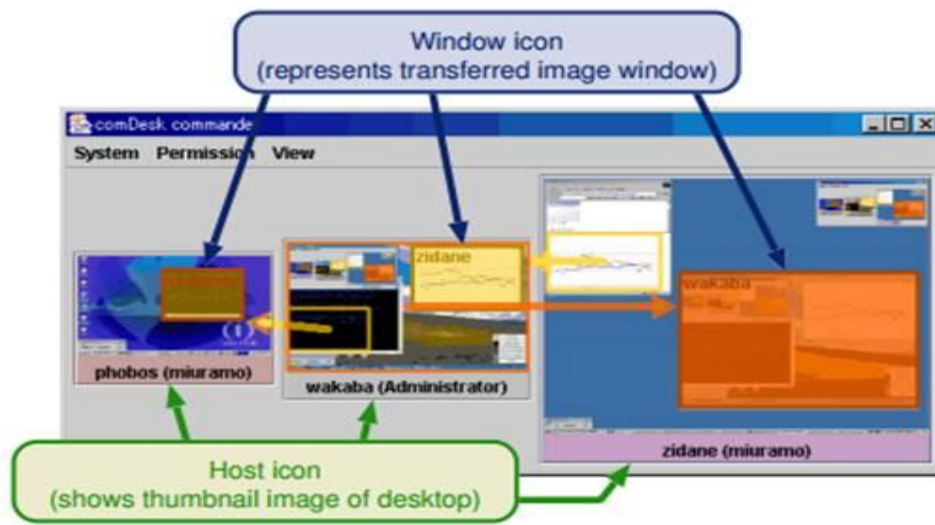 Window icon
(represents transferred image window)
comDesk commande
System Permission View
zidane
wakaba
phobos (miuramo)
wakaba (Administrator)
zidane (miuramo)
Host icon
(shows thumbnail image of desktop)